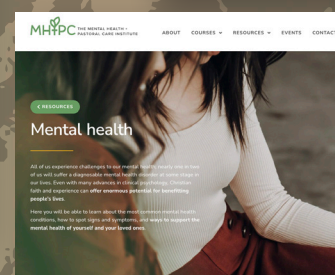 MHPC THE MENTAL HEALTH +
PASTORAL CARE INSTITUTE
ABOUT COURSES RESOURCES EVENTS CONTACT
RESOURCES
Mental health
All of us experience challenges to our mental health; nearly one in two
of us will suffer a diagnosable mental health disorder at some stage in
our lives. Even with many advances in clinical psychology, Christian
faith and experience can offer enormous potential for benefitting
people's lives.
Here you will be able to learn about the most common mental health
conditions, how to spot signs and symptoms, and ways to support the
mental health of yourself and your loved ones.